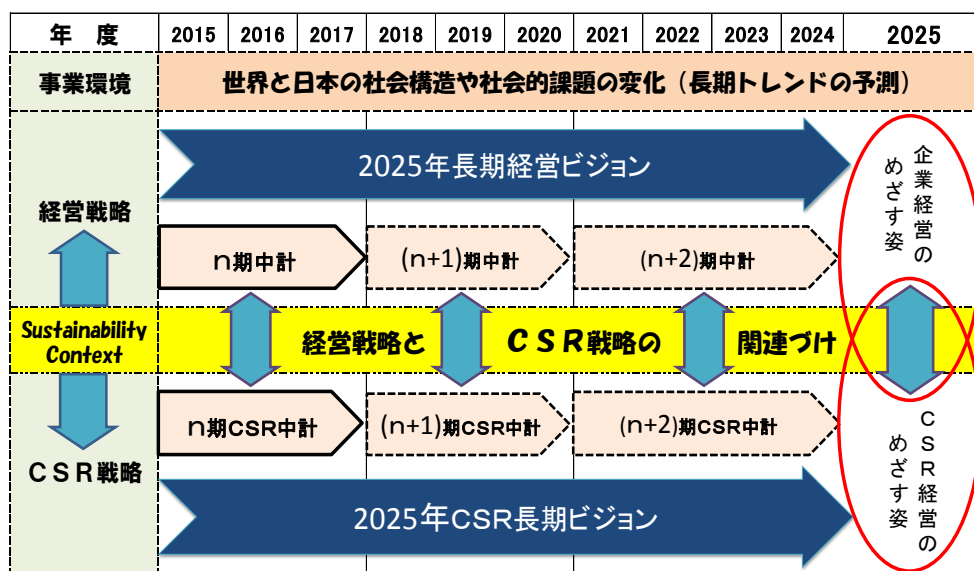 年 度 2015 2016 2017 2018 2019 2020 2021 2022 2023 2024 2025
事業環境 世界と日本の社会構造や社会的課題の変化（長期トレンドの予測）
2025年長期経営ビジョン
経営戦略
n期中計 (n+1)期中計 (n+2)期中計
企業経営の
めざす姿
Sustainability
Context
経営戦略と CSR戦略の 関連づけ
n期CSR中計 (n+1)期CSR中計 (n+2)期CSR中計
CSR戦略
2025年CSR長期ビジョン
CSR経営の
めざす姿